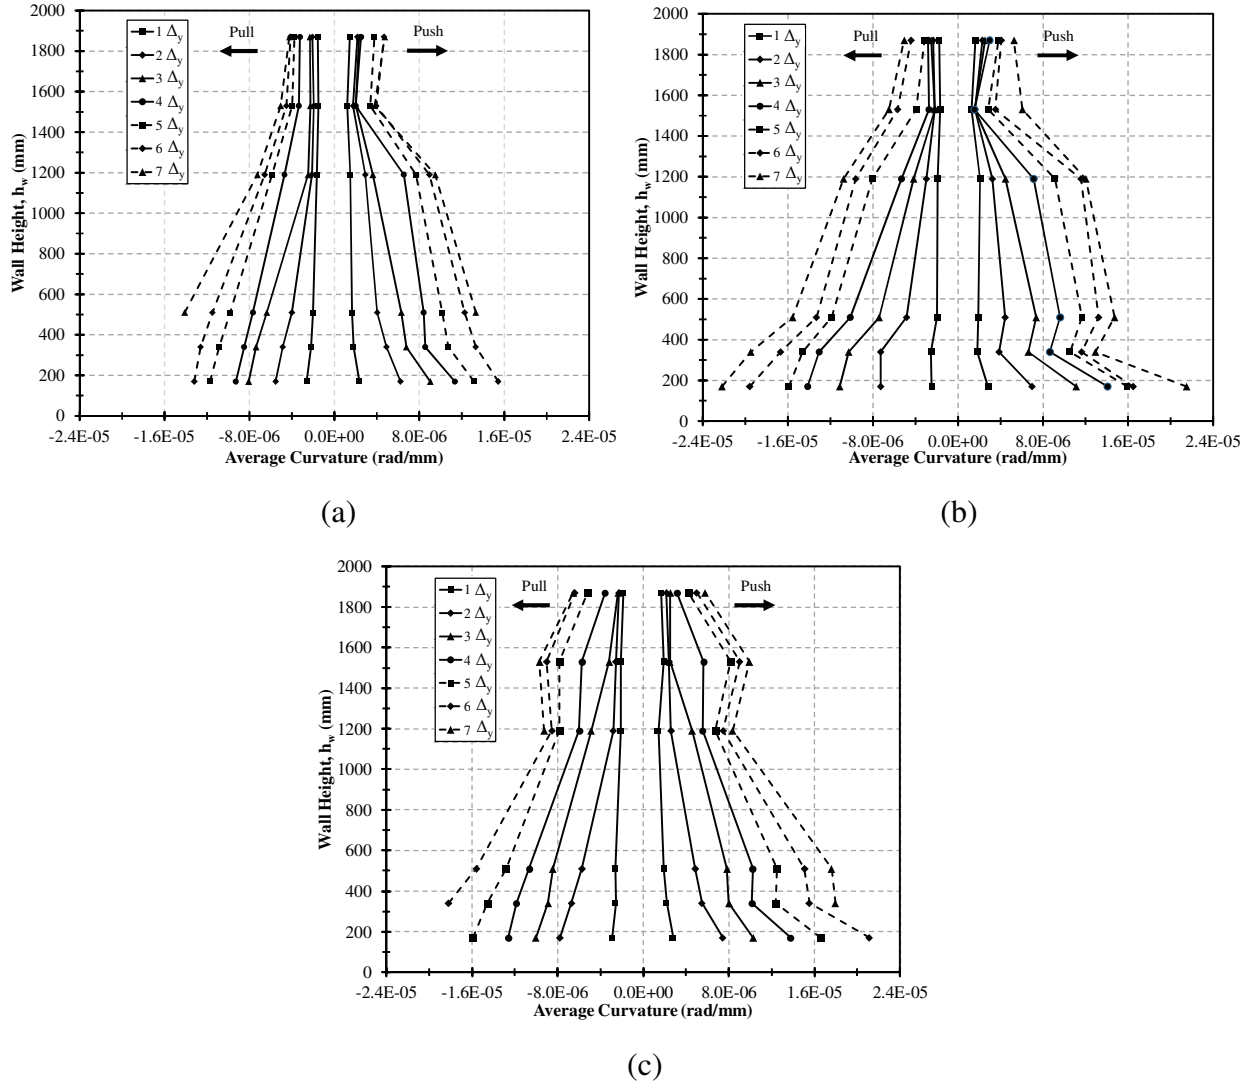 2000
1800
1600
1400
1200
1000
800
600
400
200
0
Wall Height, h_w (mm)
1 Δy
2 Δy
3 Δy
4 Δy
5 Δy
6 Δy
7 Δy
Pull
Push
-2.4E-05 -1.6E-05 -8.0E-06 0.0E+00 8.0E-06 1.6E-05 2.4E-05
Average Curvature (rad/mm)
(a)
2000
1800
1600
1400
1200
1000
800
600
400
200
0
Wall Height, h_w (mm)
1 Δy
2 Δy
3 Δy
4 Δy
5 Δy
6 Δy
7 Δy
Pull
Push
-2.4E-05 -1.6E-05 -8.0E-06 0.0E+00 8.0E-06 1.6E-05 2.4E-05
Average Curvature (rad/mm)
(b)
2000
1800
1600
1400
1200
1000
800
600
400
200
0
Wall Height, h_w (mm)
1 Δy
2 Δy
3 Δy
4 Δy
5 Δy
6 Δy
7 Δy
Pull
Push
-2.4E-05 -1.6E-05 -8.0E-06 0.0E+00 8.0E-06 1.6E-05 2.4E-05
Average Curvature (rad/mm)
(c)